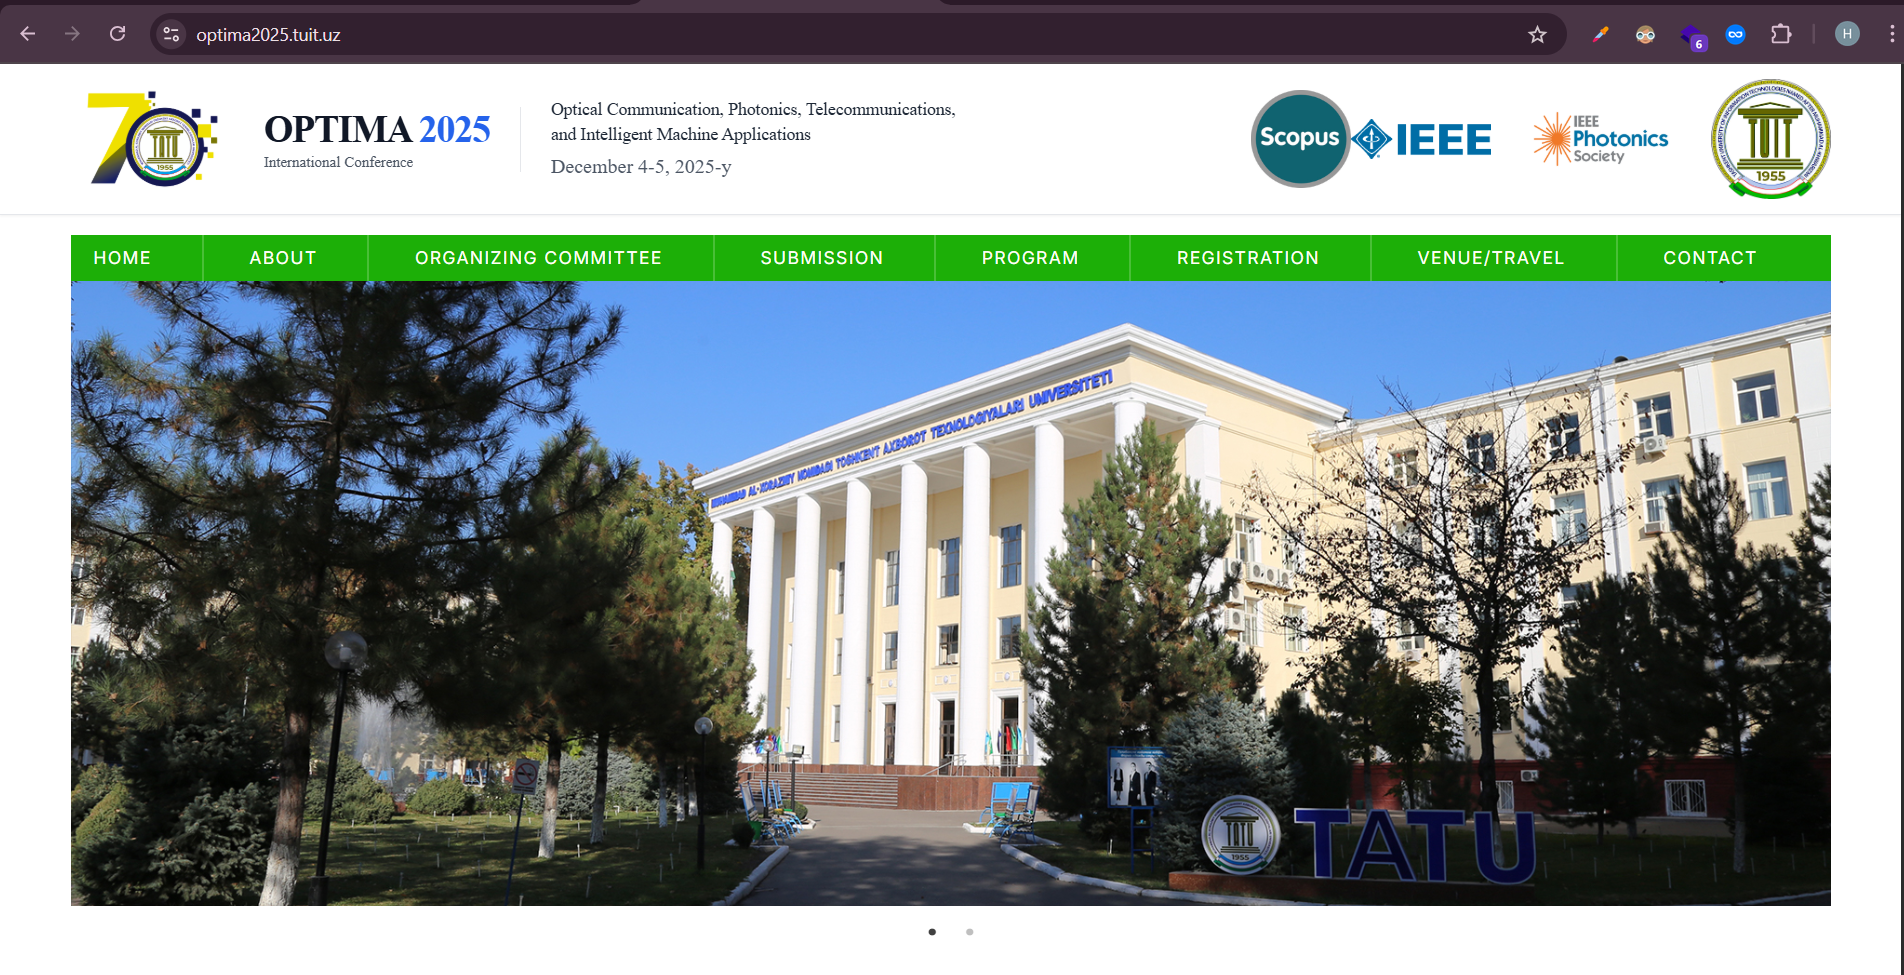 optima2025.tuit.uz
6
H
70
1955
OPTIMA 2025
International Conference
Optical Communication, Photonics, Telecommunications,
and Intelligent Machine Applications
December 4-5, 2025-y
Scopus
IEEE
IEEE
Photonics
Society
TUIT
1955
HOME
ABOUT
ORGANIZING COMMITTEE
SUBMISSION
PROGRAM
REGISTRATION
VENUE/TRAVEL
CONTACT
MUHAMMAD AL-XORAZMIY NOMIDAGI TOSHKENT AXBOROT TEXNOLOGIYALARI UNIVERSITETI
1955
TATU